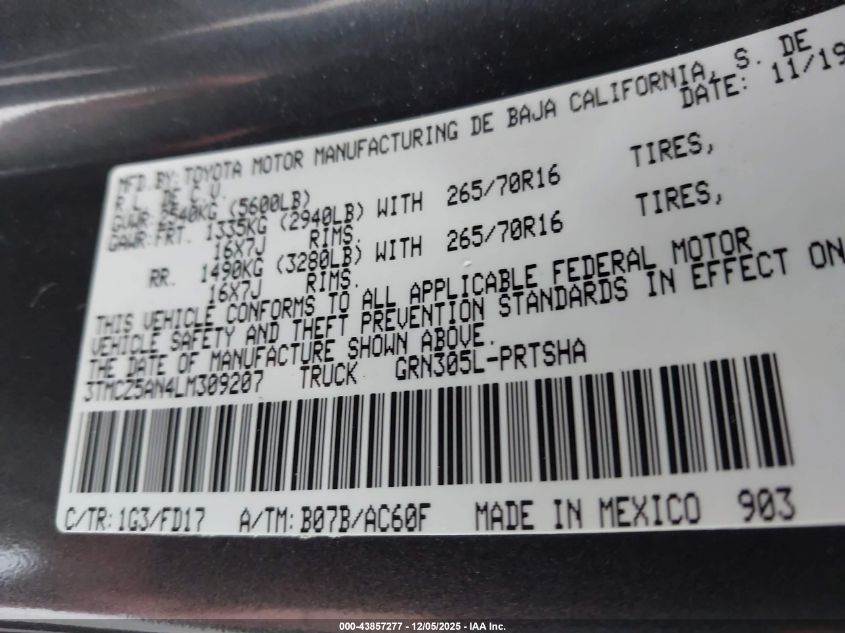 MFD.BY: TOYOTA MOTOR MANUFACTURING DE BAJA CALIFORNIA, S. DE
R.L. DE C.V. DATE: 11/19
GVWR: 2540KG (5600LB)
GAWR: FRT. 1335KG (2940LB) WITH 265/70R16 TIRES,
16X7J RIMS.
RR. 1490KG (3280LB) WITH 265/70R16 TIRES,
16X7J RIMS.
THIS VEHICLE CONFORMS TO ALL APPLICABLE FEDERAL MOTOR
VEHICLE SAFETY AND THEFT PREVENTION STANDARDS IN EFFECT ON
THE DATE OF MANUFACTURE SHOWN ABOVE.
3TMCZ5AN4LM309207 TRUCK GRN305L-PRTSHA
C/TR: 1G3/FD17 A/TM: B07B/AC60F MADE IN MEXICO 903
000-43857277 - 12/05/2025 - IAA Inc.